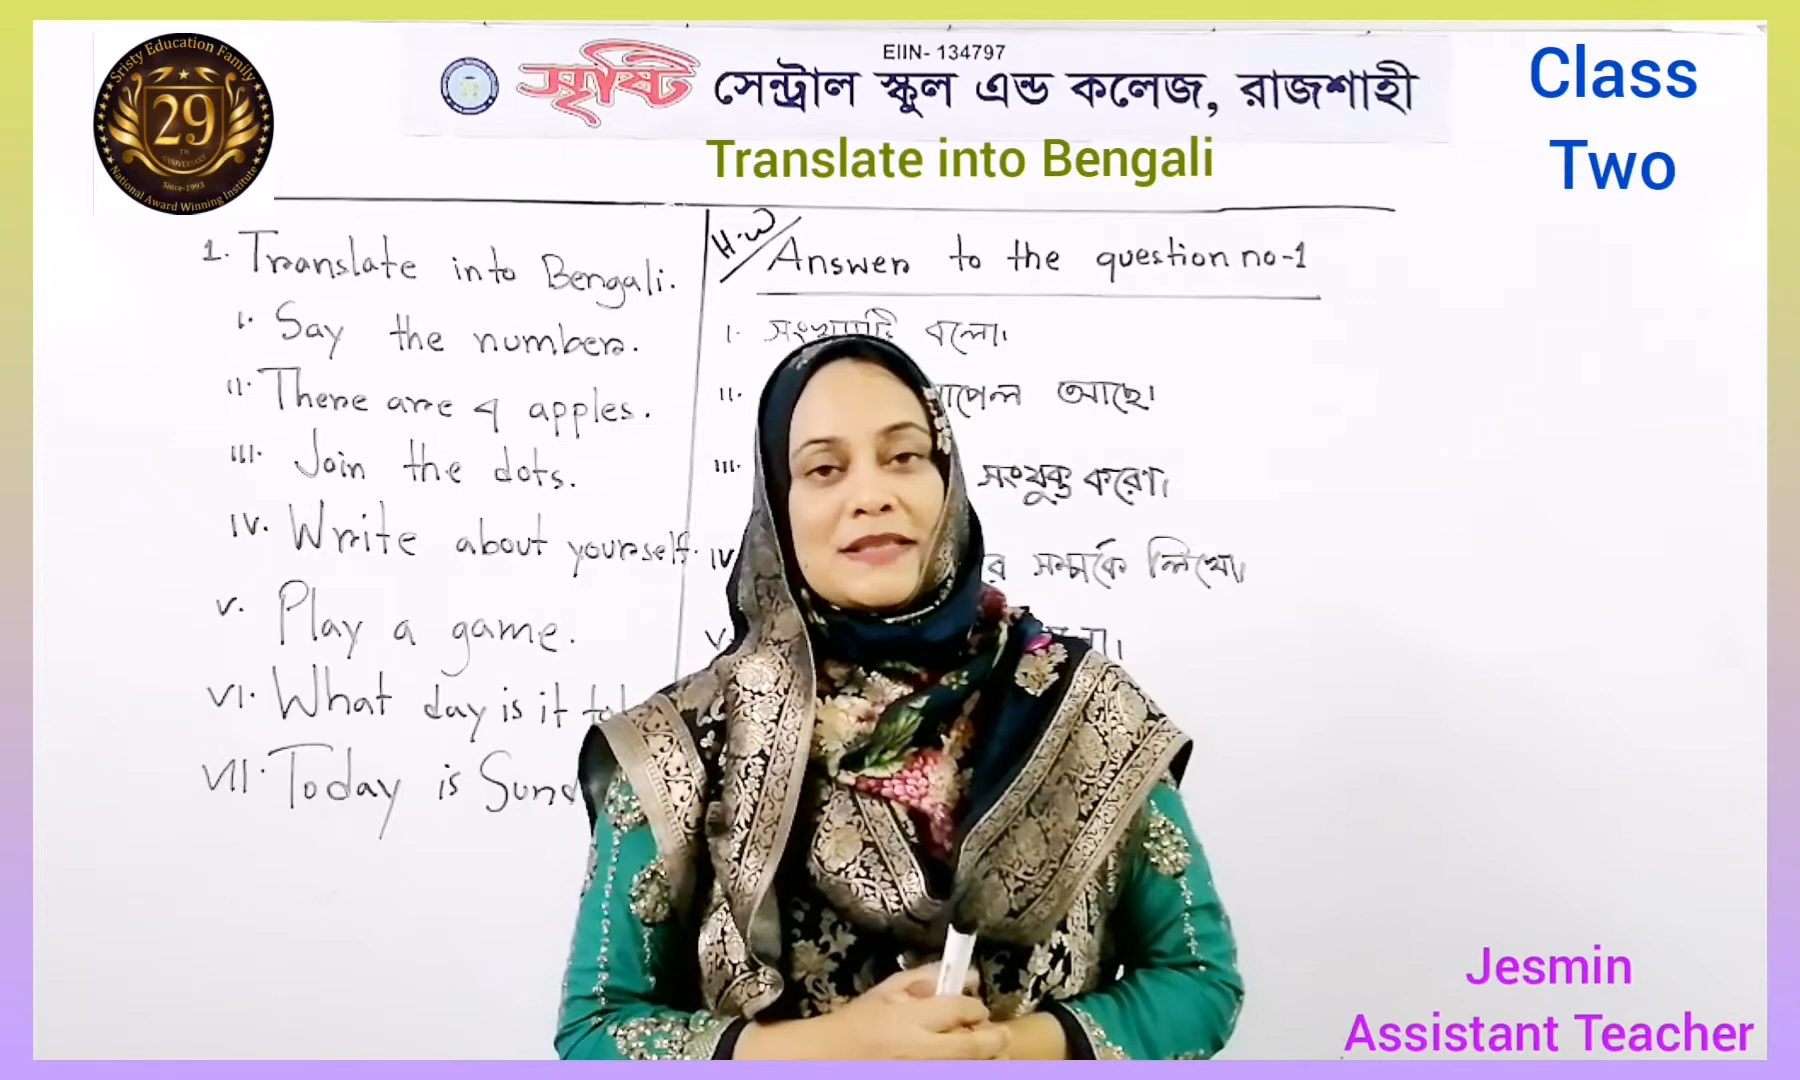 Sristy Education Family
29
TH
ANNIVERSARY
Since-1993
National Award Winning Institute
EIIN- 134797
সৃষ্টি সেন্ট্রাল স্কুল এন্ড কলেজ, রাজশাহী
Class
Two
Translate into Bengali
1. Translate into Bengali.
i. Say the number.
ii. There are 4 apples.
iii. Join the dots.
iv. Write about yourself.
v. Play a game.
vi. What day is it
vii. Today is
H.W
Answer to the question no-1
i. সংখ্যাটি বলো।
ii. আছে।
iii. সংযুক্ত করো।
iv সম্পর্কে লিখো।
v.
Jesmin
Assistant Teacher